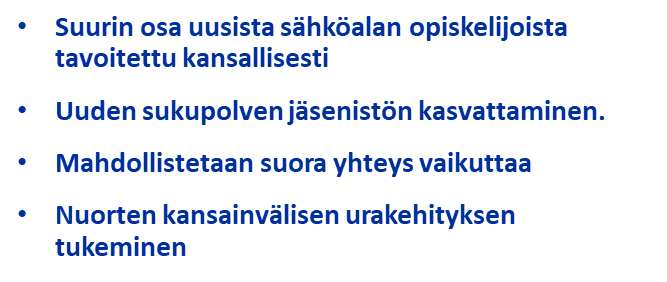 • Suurin osa uusista sähköalan opiskelijoista
tavoitettu kansallisesti
• Uuden sukupolven jäsenistön kasvattaminen.
• Mahdollistetaan suora yhteys vaikuttaa
• Nuorten kansainvälisen urakehityksen
tukeminen